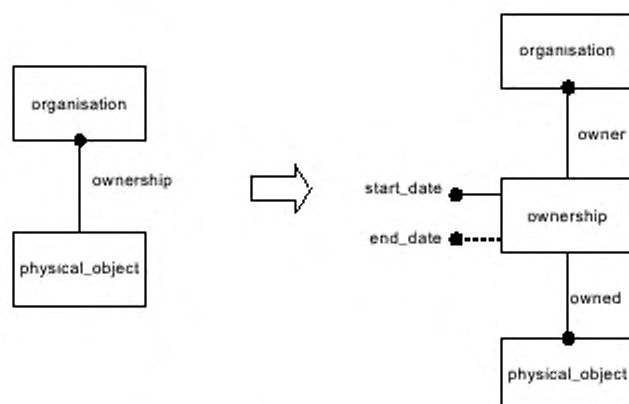 organisation
ownership
physical_object
organisation
owner
start_date
ownership
end_date
owned
physical_object